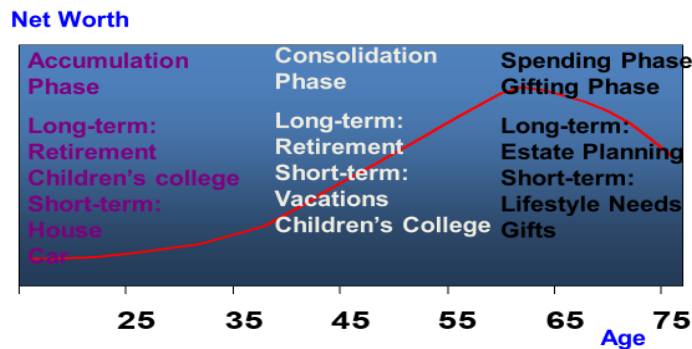 Net Worth
Accumulation
Phase
Long-term:
Retirement
Children's college
Short-term:
House
Car
Consolidation
Phase
Long-term:
Retirement
Short-term:
Vacations
Children's College
Spending Phase
Gifting Phase
Long-term:
Estate Planning
Short-term:
Lifestyle Needs
Gifts
25 35 45 55 65 75
Age